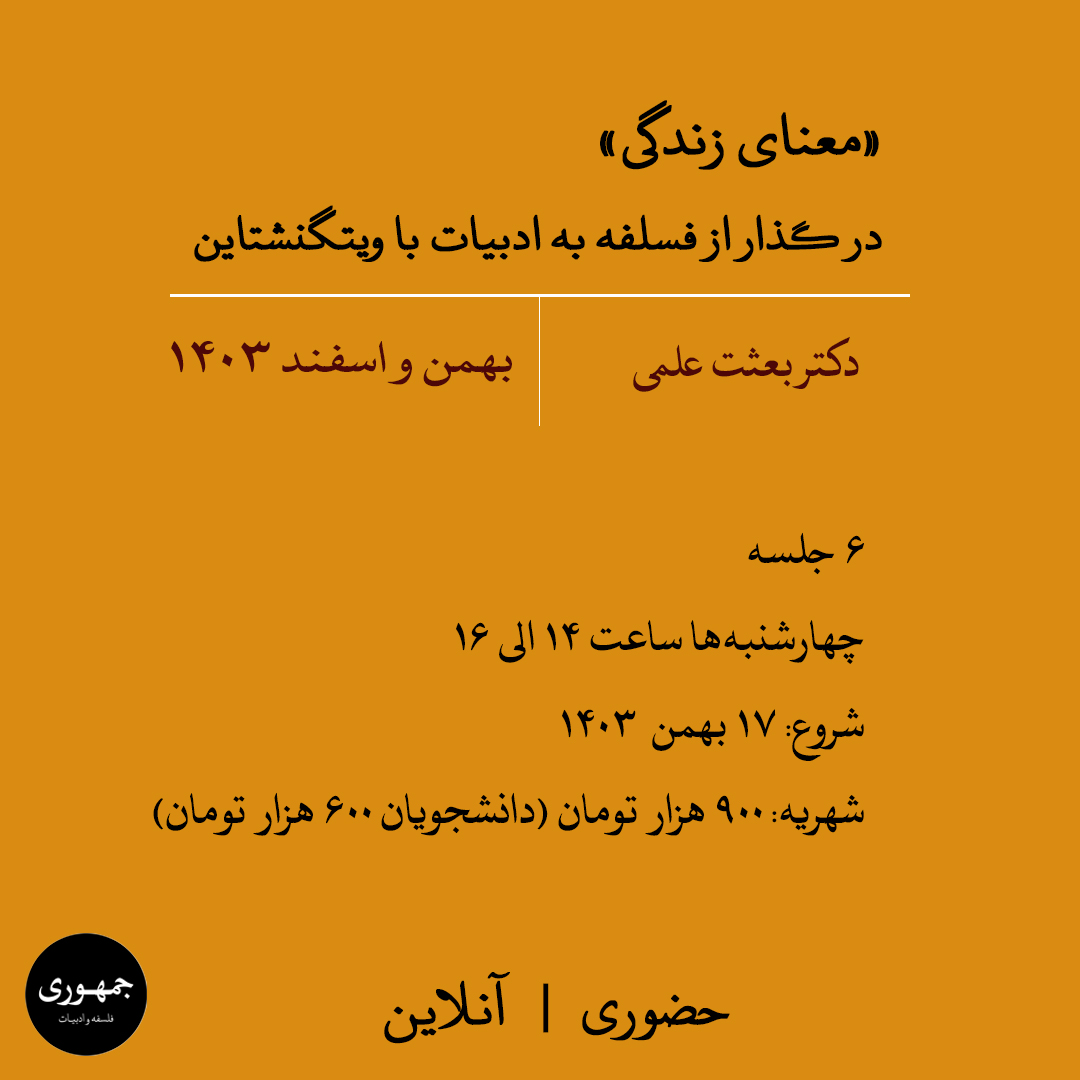 «معنای زندگی»
در گذار از فسلفه به ادبیات با ویتگنشتاین
دکتر بعثت علمی
بهمن و اسفند ۱۴۰۳
۶ جلسه
چهارشنبه‌ها ساعت ۱۴ الی ۱۶
شروع: ۱۷ بهمن ۱۴۰۳
شهریه: ۹۰۰ هزار تومان (دانشجویان ۶۰۰ هزار تومان)
حضوری | آنلاین
جمهوری
فلسفه و ادبیات